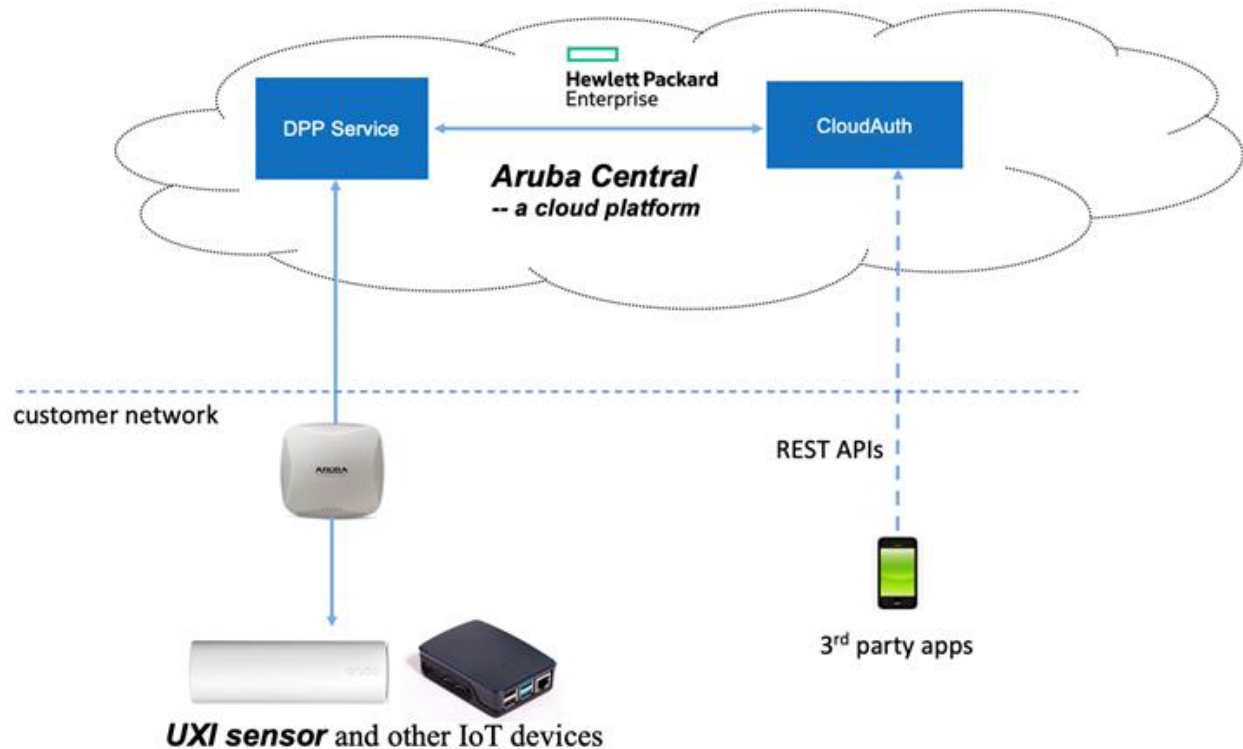 Hewlett Packard
Enterprise
DPP Service
CloudAuth
Aruba Central
-- a cloud platform
customer network
ARUBA
REST APIs
aruba
3rd party apps
UXI sensor and other IoT devices